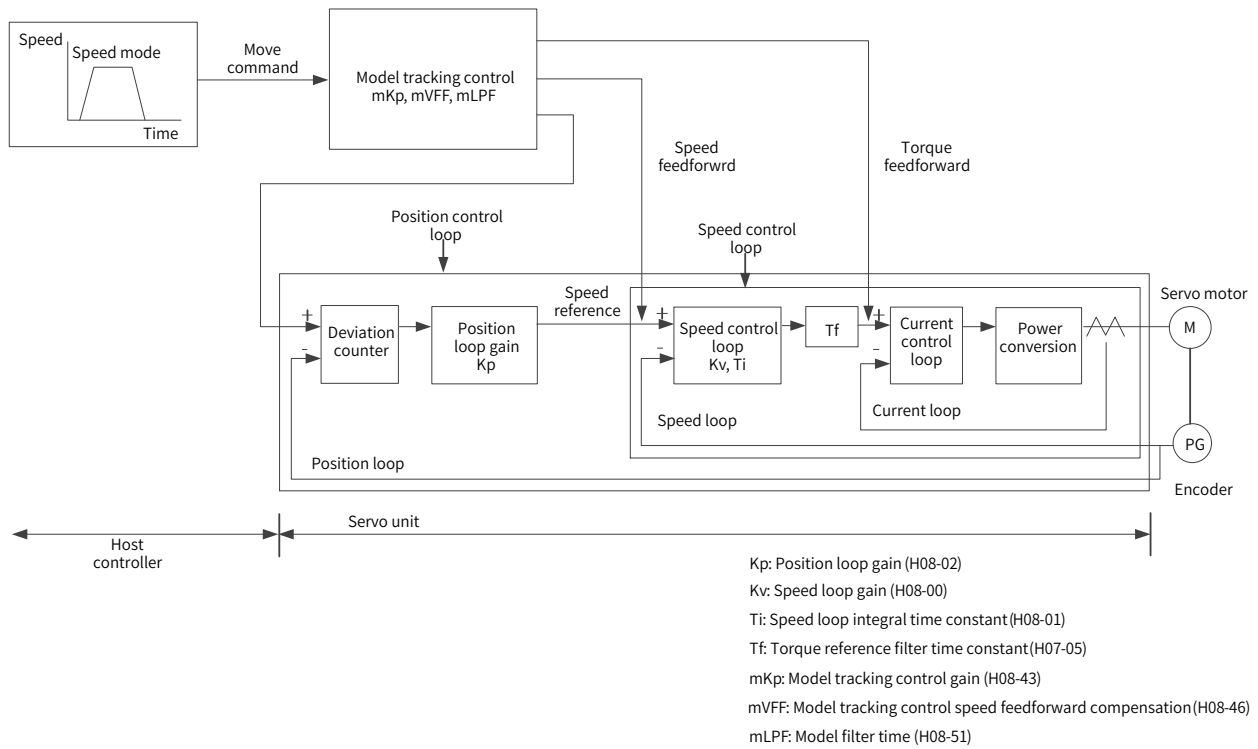 Speed
Speed mode
Time
Move
command
Model tracking control
mKp, mVFF, mLPF
Speed
feedforwrd
Torque
feedforward
Position control
loop
Speed control
loop
Speed
reference
Servo motor
+
-
Deviation
counter
Position
loop gain
Kp
+
-
Speed control
loop
Kv, Ti
Tf
+
-
Current
control
loop
Power
conversion
M
Speed loop
Current loop
PG
Position loop
Encoder
Servo unit
Host
controller
Kp: Position loop gain (H08-02)
Kv: Speed loop gain (H08-00)
Ti: Speed loop integral time constant(H08-01)
Tf: Torque reference filter time constant(H07-05)
mKp: Model tracking control gain (H08-43)
mVFF: Model tracking control speed feedforward compensation(H08-46)
mLPF: Model filter time (H08-51)